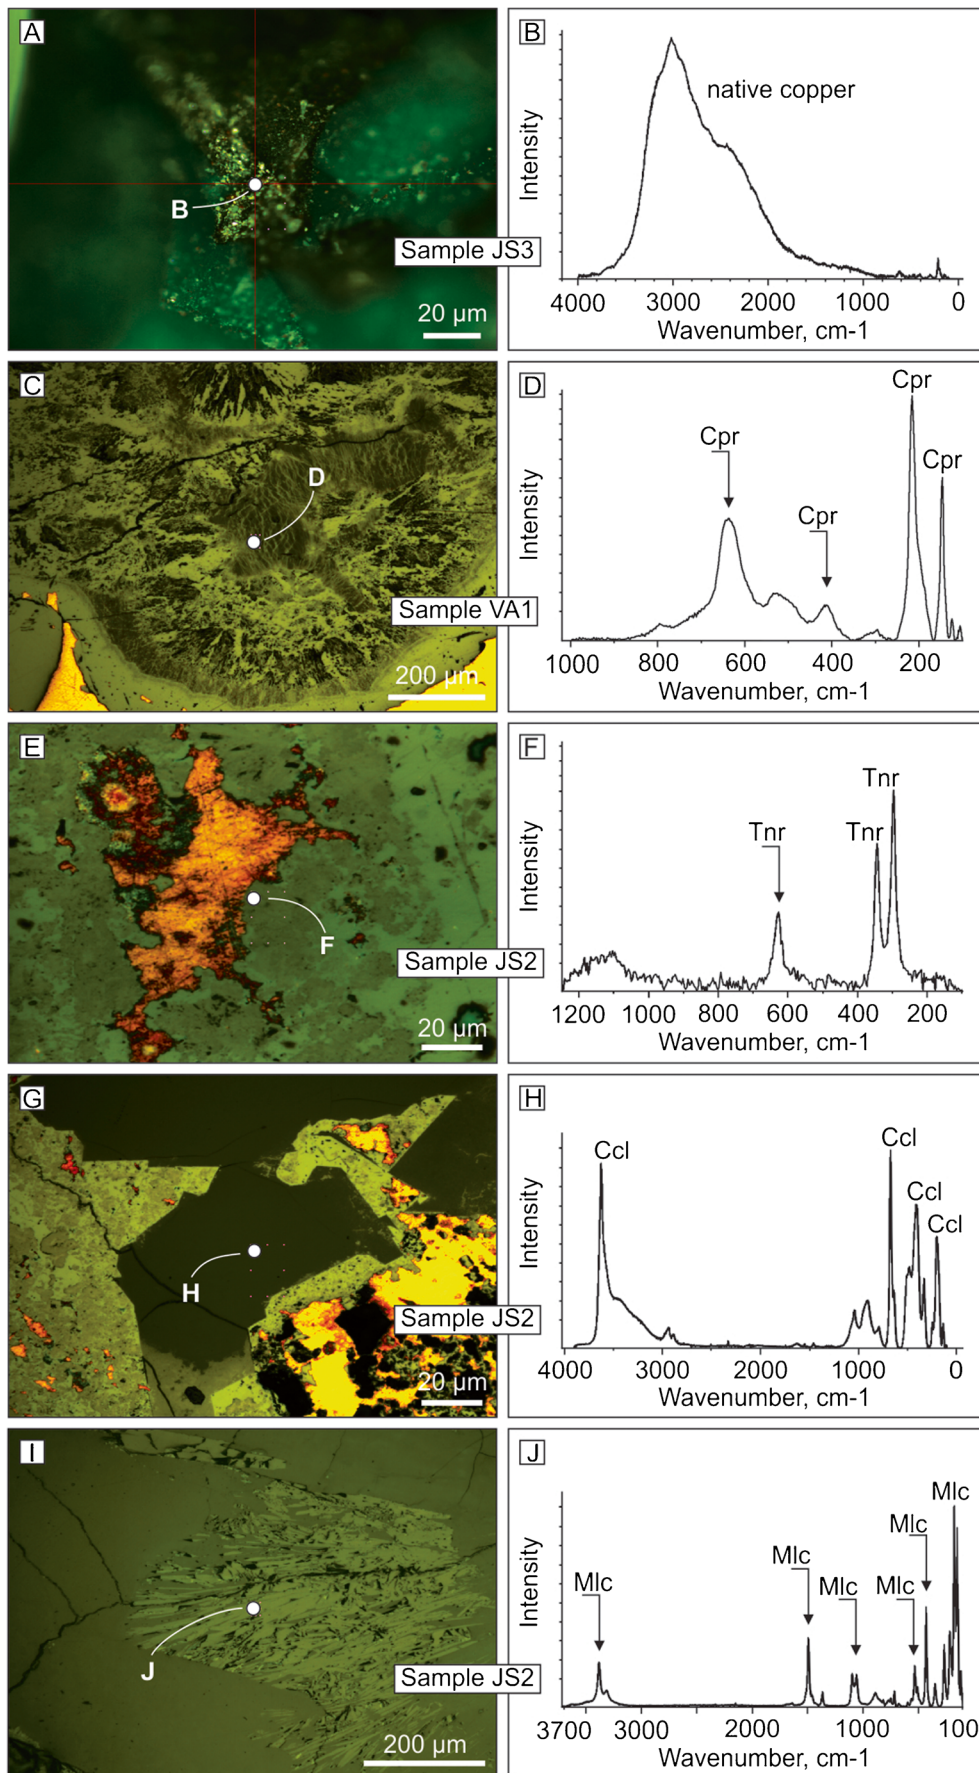 A
B
Sample JS3
20 µm
B
native copper
Intensity
4000 3000 2000 1000 0
Wavenumber, cm-1
C
D
Sample VA1
200 µm
D
Cpr
Cpr
Cpr
Cpr
Intensity
1000 800 600 400 200
Wavenumber, cm-1
E
F
Sample JS2
20 µm
F
Tnr
Tnr
Tnr
Intensity
1200 1000 800 600 400 200
Wavenumber, cm-1
G
H
Sample JS2
20 µm
H
Ccl
Ccl
Ccl
Ccl
Intensity
4000 3000 2000 1000 0
Wavenumber, cm-1
I
J
Sample JS2
200 µm
J
Mlc
Mlc
Mlc
Mlc
Mlc
Mlc
Intensity
3700 3000 2000 1000 100
Wavenumber, cm-1